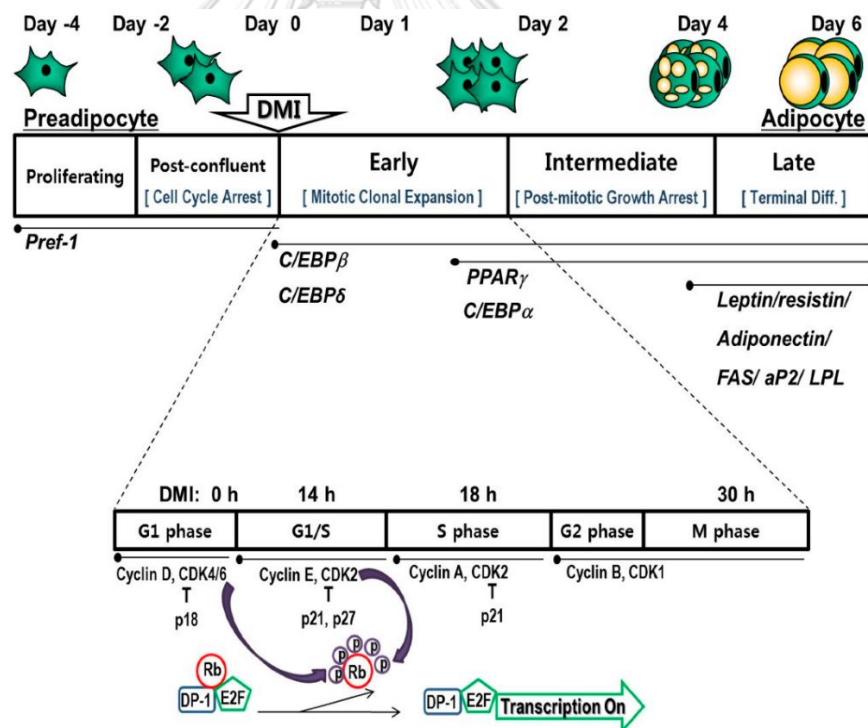 Day -4 Day -2 Day 0 Day 1 Day 2 Day 4 Day 6
DMI
Preadipocyte Adipocyte
Proliferating
Post-confluent
[ Cell Cycle Arrest ]
Early
[ Mitotic Clonal Expansion ]
Intermediate
[ Post-mitotic Growth Arrest ]
Late
[ Terminal Diff. ]
Pref-1
C/EBPβ
C/EBPδ
PPARγ
C/EBPα
Leptin/resistin/
Adiponectin/
FAS/ aP2/ LPL
DMI: 0 h 14 h 18 h 30 h
G1 phase G1/S S phase G2 phase M phase
Cyclin D, CDK4/6
p18
Cyclin E, CDK2
p21, p27
Cyclin A, CDK2
p21
Cyclin B, CDK1
Rb
DP-1 E2F
p p p p p
Rb
DP-1 E2F Transcription On